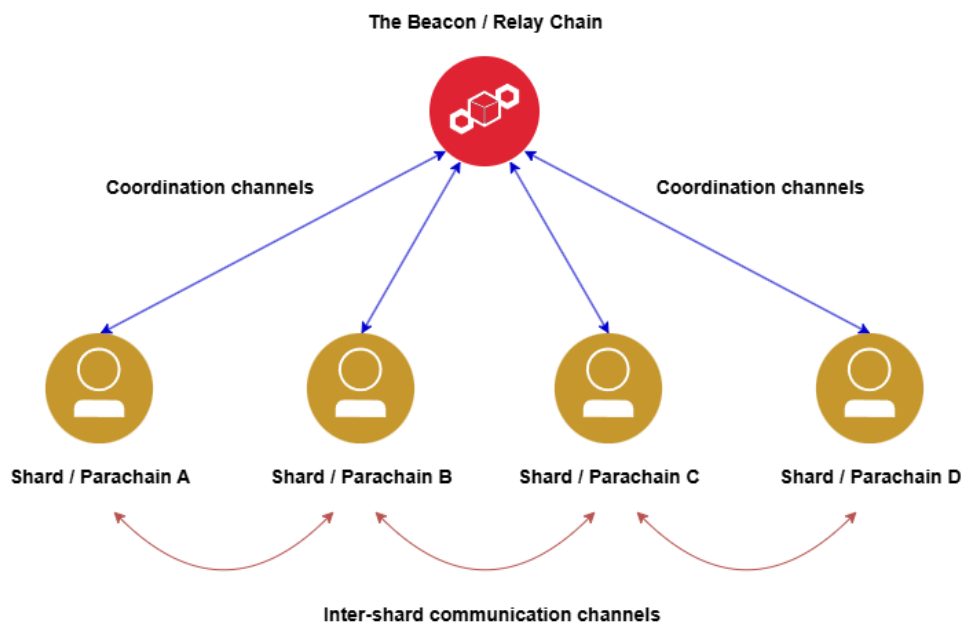 The Beacon / Relay Chain
Coordination channels
Coordination channels
Shard / Parachain A
Shard / Parachain B
Shard / Parachain C
Shard / Parachain D
Inter-shard communication channels